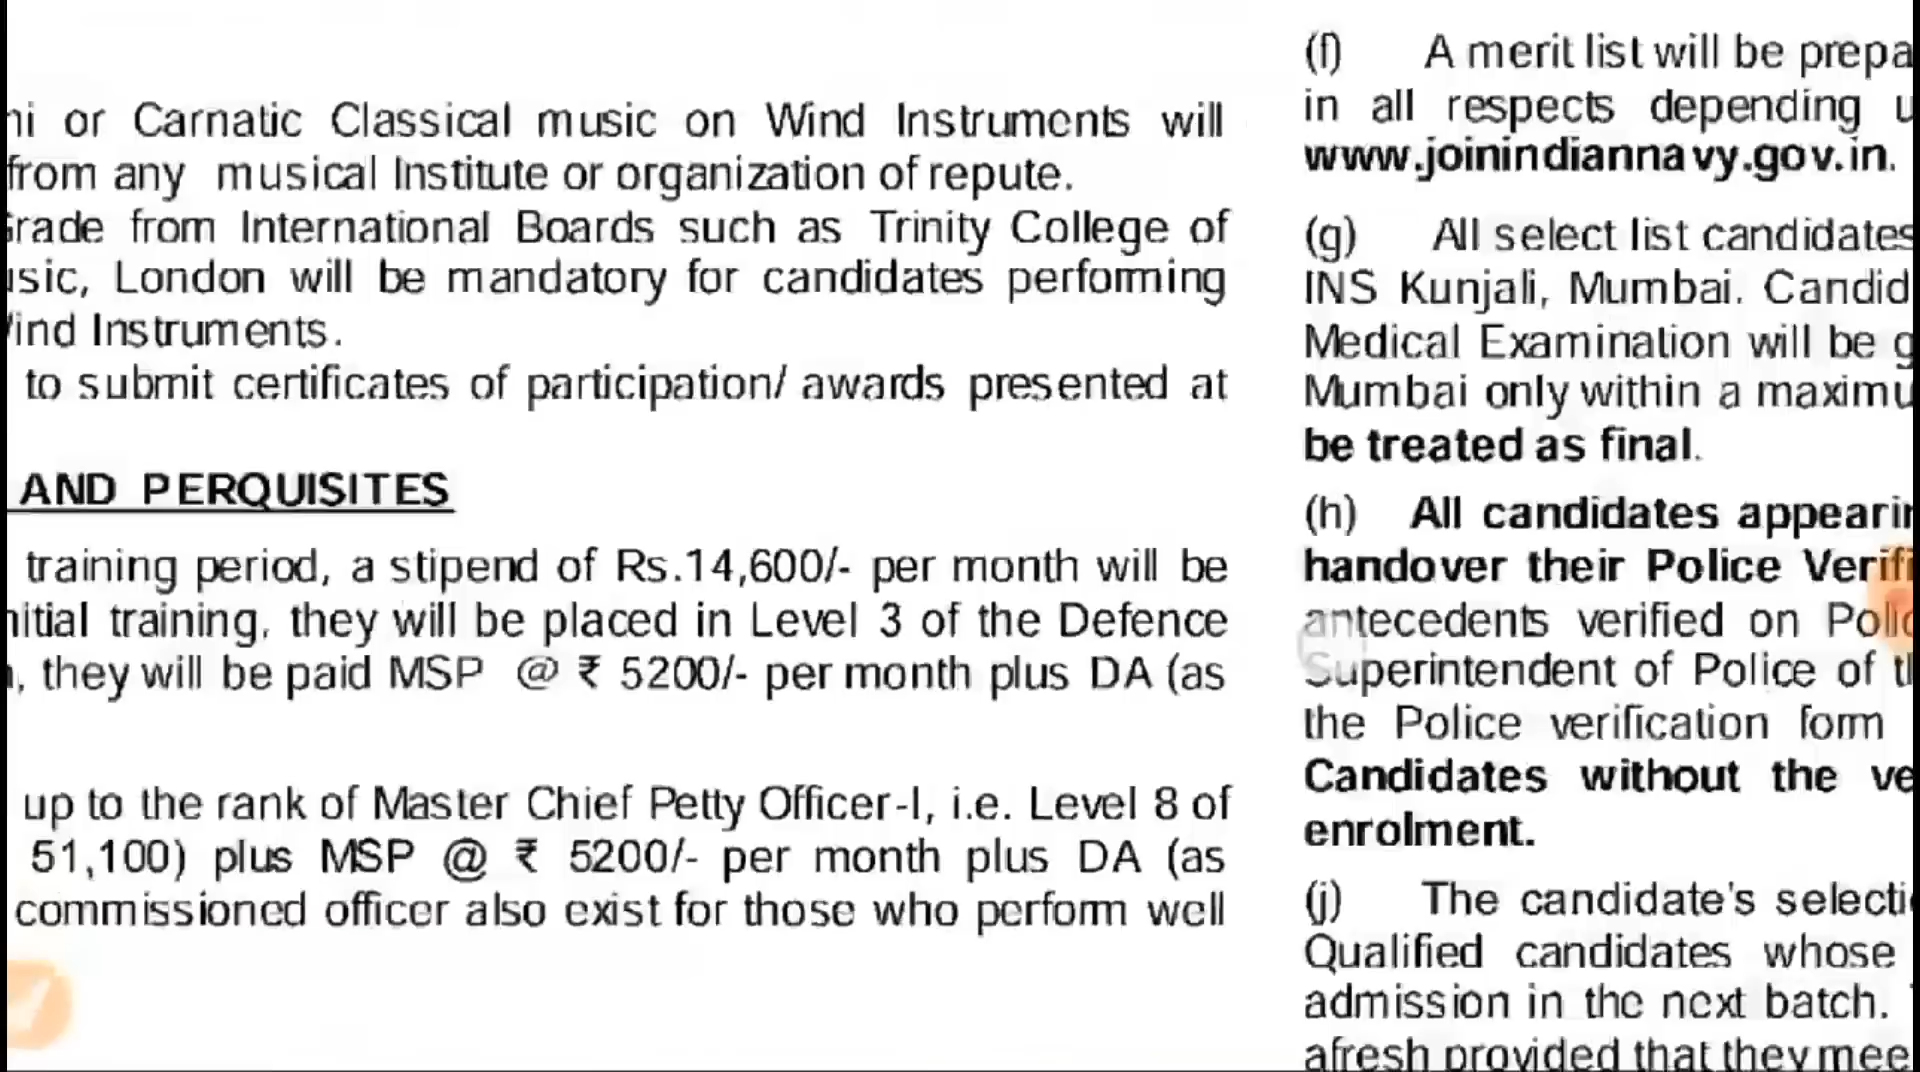 or Carnatic Classical music on Wind Instruments will
from any musical Institute or organization of repute.
from International Boards such as Trinity College of
London will be mandatory for candidates performing
Instruments.
to submit certificates of participation/ awards presented at
AND PERQUISITES
training period, a stipend of Rs.14,600/- per month will be
training, they will be placed in Level 3 of the Defence
they will be paid MSP @ ₹ 5200/- per month plus DA (as
up to the rank of Master Chief Petty Officer-I, i.e. Level 8 of
51,100) plus MSP @ ₹ 5200/- per month plus DA (as
commissioned officer also exist for those who perform well
(f) A merit list will be prepa
in all respects depending u
www.joinindiannavy.gov.in.
(g) All select list candidates
INS Kunjali, Mumbai. Candid
Medical Examination will be g
Mumbai only within a maximu
be treated as final.
(h) All candidates appearin
handover their Police Verifi
antecedents verified on Polic
Superintendent of Police of t
the Police verification form
Candidates without the ve
enrolment.
(j) The candidate's selecti
Qualified candidates whose
admission in the next batch.
afresh provided that they mee